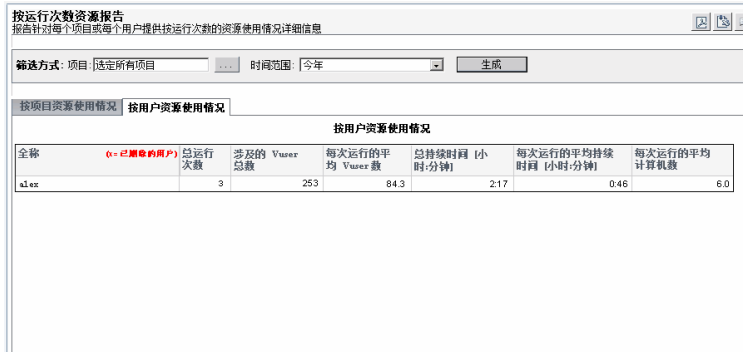 按运行次数资源报告
报告针对每个项目或每个用户提供按运行次数的资源使用情况详细信息
筛选方式: 项目: 选定所有项目 ... 时间范围: 今年 生成
按项目资源使用情况 按用户资源使用情况
按用户资源使用情况
全称 (x= 已删除的用户) 总运行次数 涉及的 Vuser 总数 每次运行的平均 Vuser 数 总持续时间 [小时:分钟] 每次运行的平均持续时间 [小时:分钟] 每次运行的平均计算机数
alex 3 253 84.3 2:17 0:46 6.0